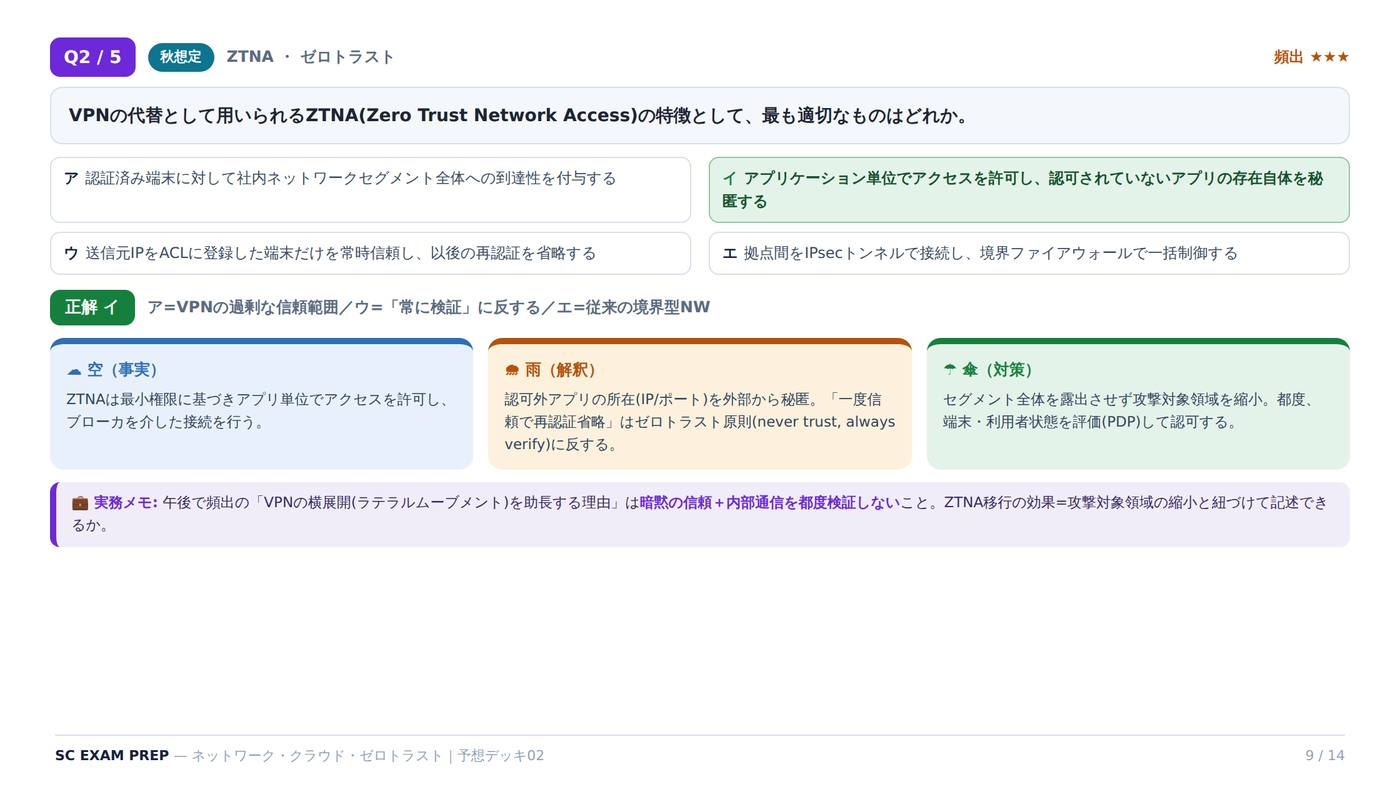 Q2 / 5 秋想定 ZTNA ・ ゼロトラスト 頻出 ★★★
VPNの代替として用いられるZTNA(Zero Trust Network Access)の特徴として、最も適切なものはどれか。
ア 認証済み端末に対して社内ネットワークセグメント全体への到達性を付与する
イ アプリケーション単位でアクセスを許可し、認可されていないアプリの存在自体を秘
匿する
ウ 送信元IPをACLに登録した端末だけを常時信頼し、以後の再認証を省略する
エ 拠点間をIPsecトンネルで接続し、境界ファイアウォールで一括制御する
正解 イ ア=VPNの過剰な信頼範囲／ウ=「常に検証」に反する／エ=従来の境界型NW
☁ 空（事実）
ZTNAは最小権限に基づきアプリ単位でアクセスを許可し、
ブローカを介した接続を行う。
🌧 雨（解釈）
認可外アプリの所在(IP/ポート)を外部から秘匿。「一度信
頼で再認証省略」はゼロトラスト原則(never trust, always
verify)に反する。
☂ 傘（対策）
セグメント全体を露出させず攻撃対象領域を縮小。都度、
端末・利用者状態を評価(PDP)して認可する。
💼 実務メモ: 午後で頻出の「VPNの横展開(ラテラルムーブメント)を助長する理由」は暗黙の信頼＋内部通信を都度検証しないこと。ZTNA移行の効果=攻撃対象領域の縮小と紐づけて記述でき
るか。
SC EXAM PREP — ネットワーク・クラウド・ゼロトラスト｜予想デッキ02 9 / 14